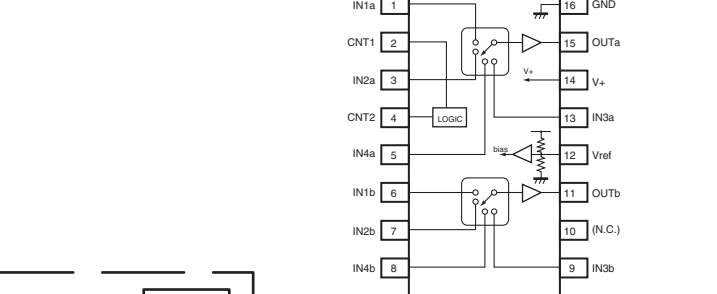 IN1a 1 16 GND
CNT1 2 15 OUTa
V+
IN2a 3 14 V+
CNT2 4 LOGIC 13 IN3a
IN4a 5 bias 12 Vref
IN1b 6 11 OUTb
IN2b 7 10 (N.C.)
IN4b 8 9 IN3b